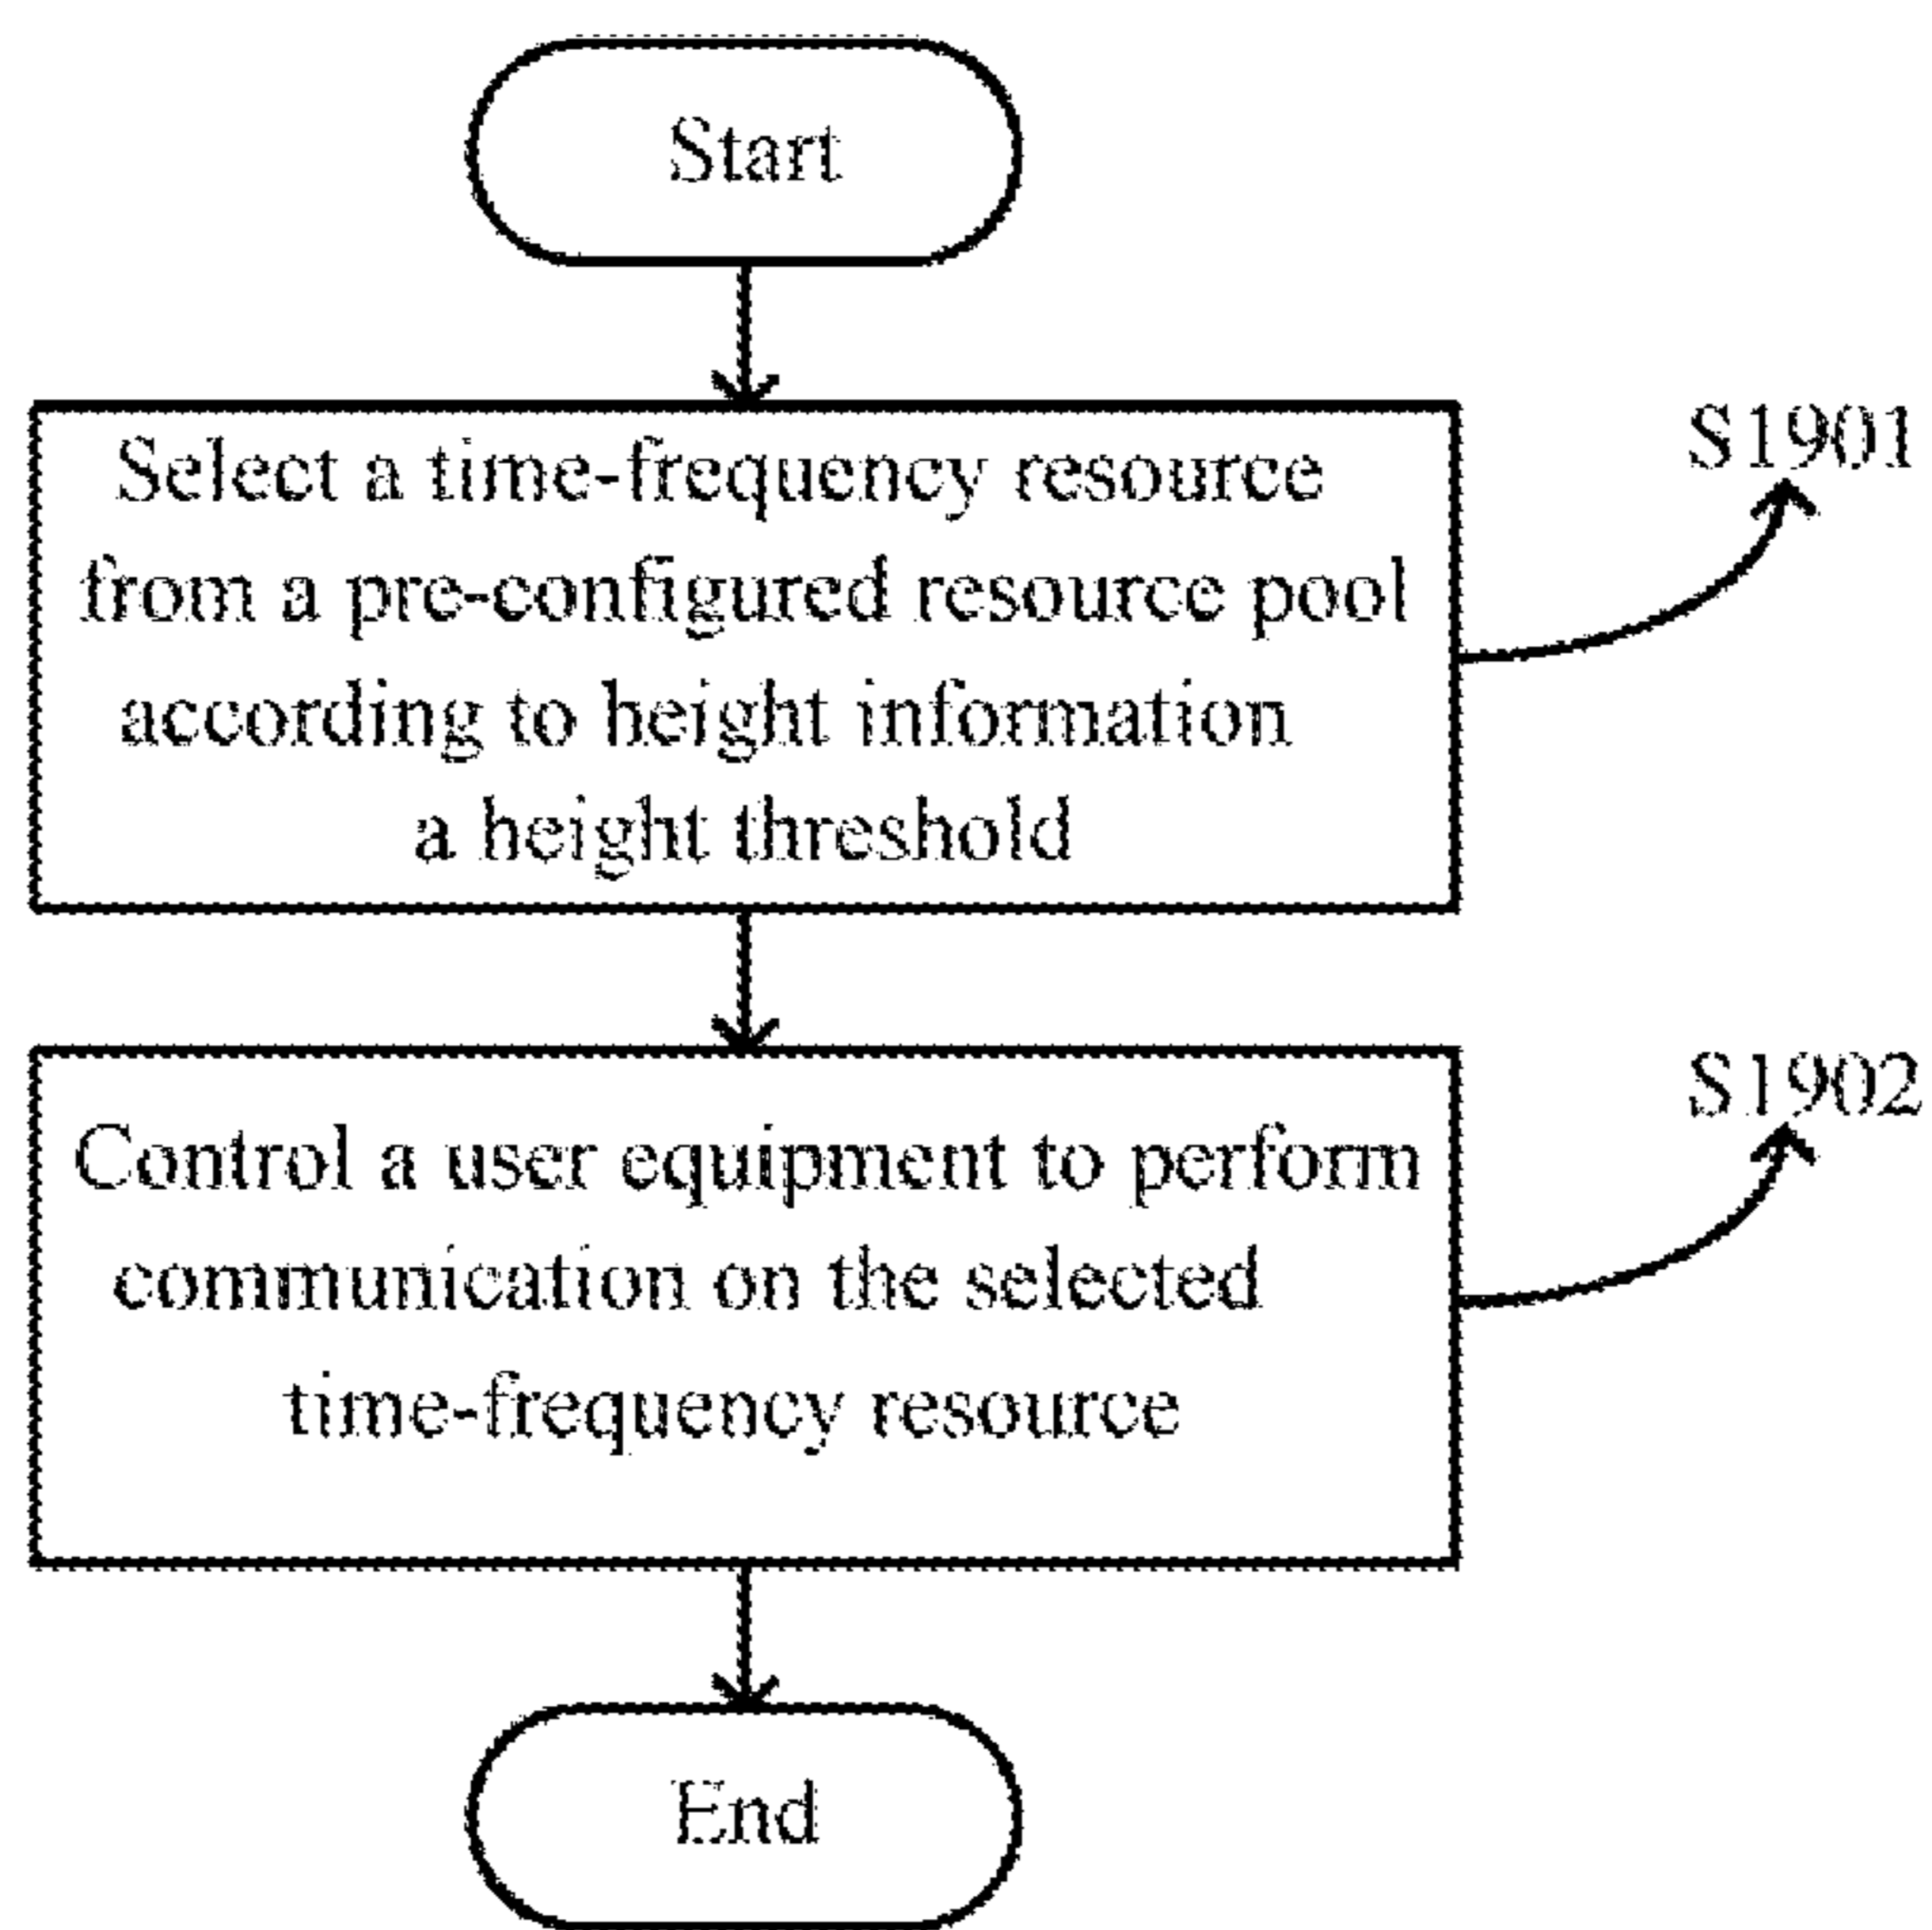 Start
Select a time-frequency resource
from a pre-configured resource pool
according to height information
a height threshold
S1901
Control a user equipment to perform
communication on the selected
time-frequency resource
S1902
End